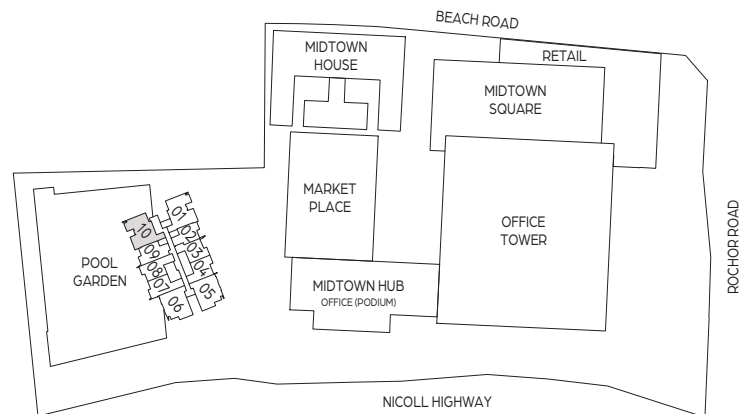 BEACH ROAD
MIDTOWN
HOUSE
RETAIL
MIDTOWN
SQUARE
MARKET
PLACE
OFFICE
TOWER
ROCHOR ROAD
POOL
GARDEN
10
09
08
07
06
01
02
03
04
05
MIDTOWN HUB
OFFICE (PODIUM)
NICOLL HIGHWAY